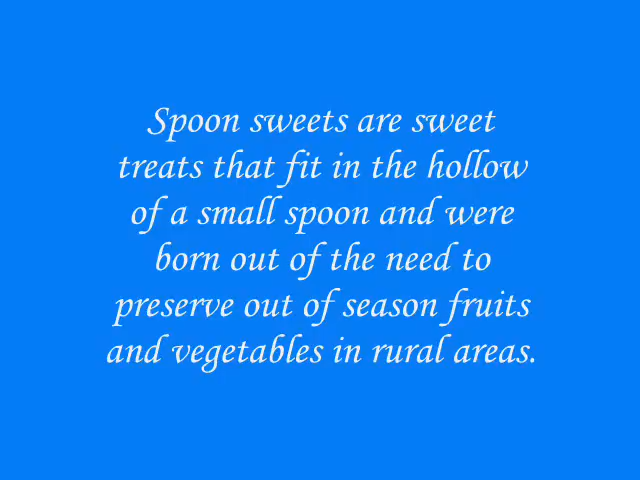 Spoon sweets are sweet
treats that fit in the hollow
of a small spoon and were
born out of the need to
preserve out of season fruits
and vegetables in rural areas.